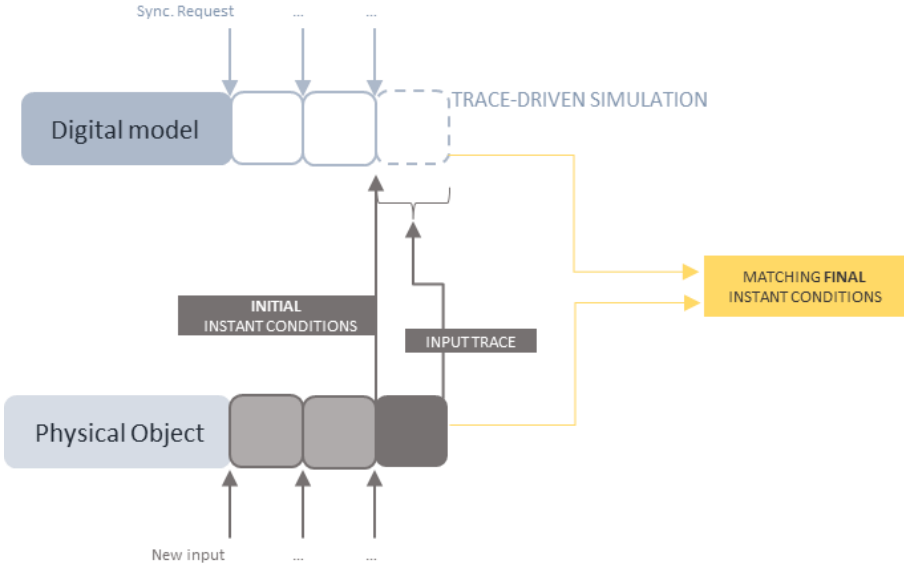 Sync. Request ... ...
Digital model
TRACE-DRIVEN SIMULATION
INITIAL
INSTANT CONDITIONS
MATCHING FINAL
INSTANT CONDITIONS
INPUT TRACE
Physical Object
New input ... ...